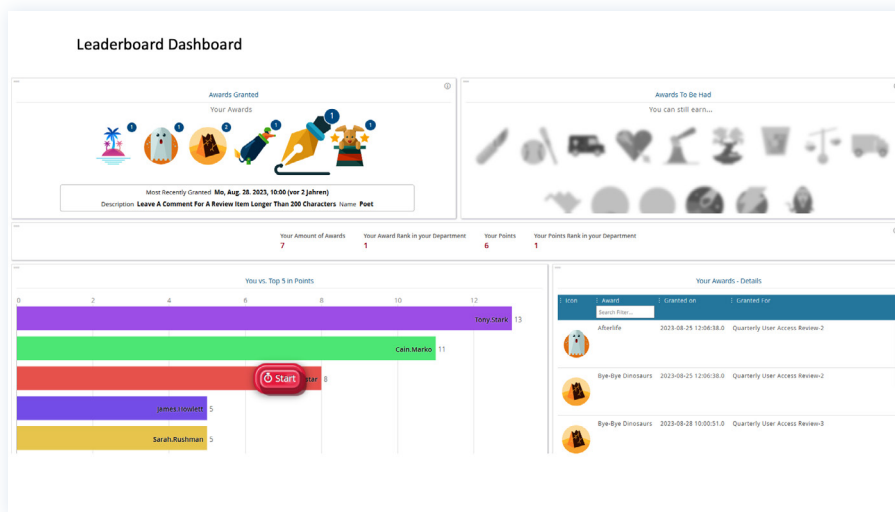 Leaderboard Dashboard
Awards Granted
Your Awards
1
1
2
1
1
1
Most Recently Granted Mo, Aug. 28. 2023, 10:00 (vor 2 Jahren)
Description Leave A Comment For A Review Item Longer Than 200 Characters Name Poet
Awards To Be Had
You can still earn...
Your Amount of Awards Your Award Rank in your Department Your Points Your Points Rank in your Department
7 1 6 1
You vs. Top 5 in Points
0 2 4 6 8 10 12
Tony.Stark 13
Cain.Marko 11
Start 8
James.Howlett 5
Sarah.Rushman 5
Your Awards - Details
Icon Award Granted on Granted For
Search Filter...
Afterlife 2023-08-25 12:06:38.0 Quarterly User Access Review-2
Bye-Bye Dinosaurs 2023-08-25 12:06:38.0 Quarterly User Access Review-2
Bye-Bye Dinosaurs 2023-08-28 10:00:51.0 Quarterly User Access Review-3